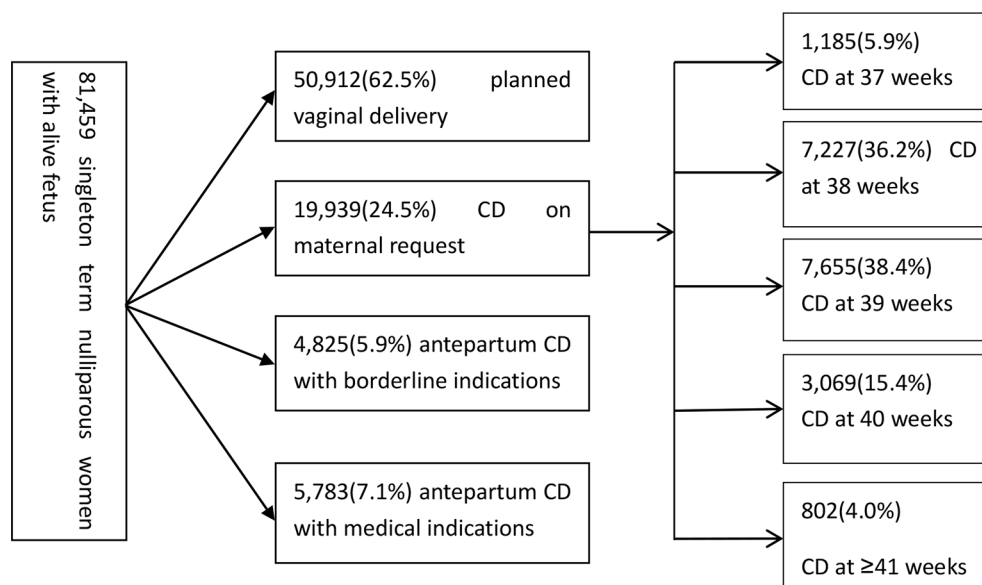 81,459 singleton term nulliparous women
with alive fetus
50,912(62.5%) planned
vaginal delivery
19,939(24.5%) CD on
maternal request
4,825(5.9%) antepartum CD
with borderline indications
5,783(7.1%) antepartum CD
with medical indications
1,185(5.9%)
CD at 37 weeks
7,227(36.2%) CD
at 38 weeks
7,655(38.4%)
CD at 39 weeks
3,069(15.4%)
CD at 40 weeks
802(4.0%)
CD at ≥41 weeks